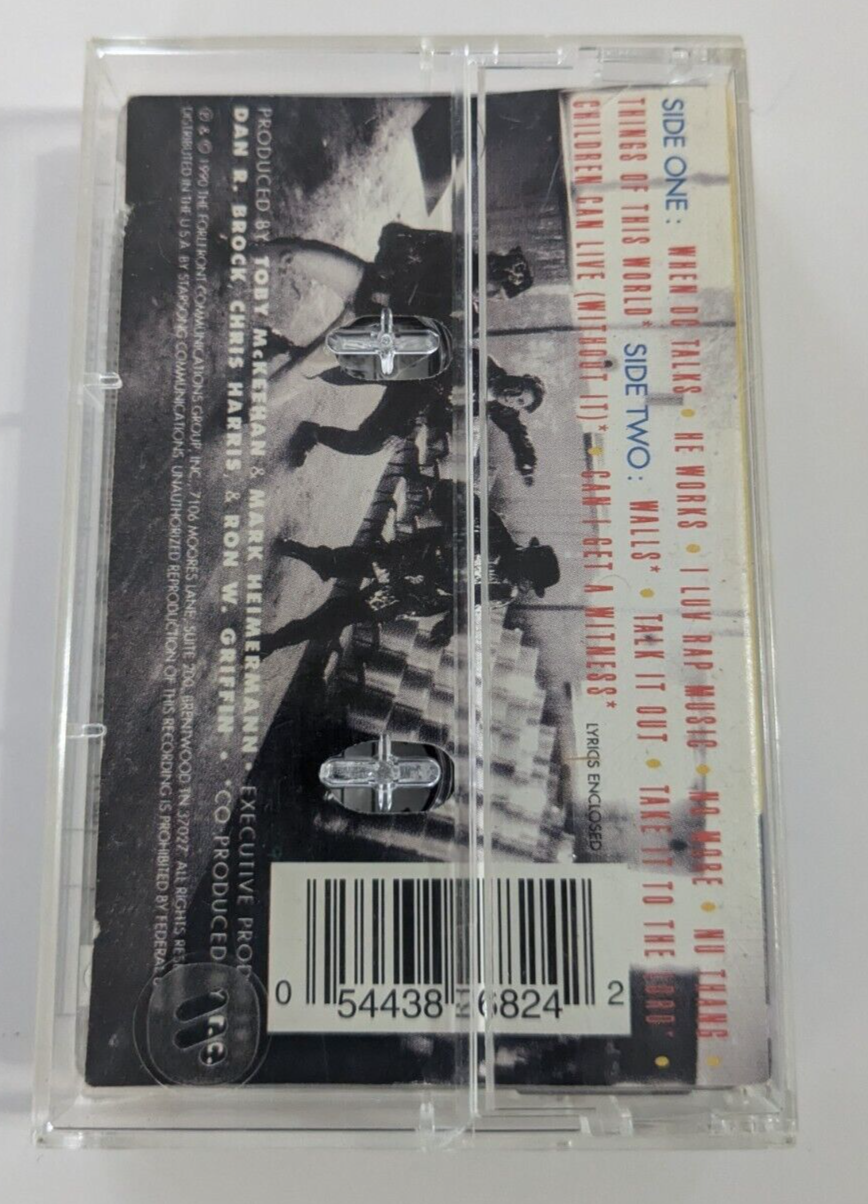 SIDE ONE: WHEN DC TALKS • HE WORKS • I LUV RAP MUSIC • NO MORE • NU THANG •
THINGS OF THIS WORLD* SIDE TWO: WALLS* • TALK IT OUT • TAKE IT TO THE LORD* •
CHILDREN CAN LIVE (WITHOUT IT)* • CAN I GET A WITNESS*
LYRICS ENCLOSED
PRODUCED BY: TOBY McKEEHAN & MARK HEIMERMANN • EXECUTIVE PROD
DAN R. BROCK, CHRIS HARRIS, & RON W. GRIFFIN • *CO-PRODUCED
℗ & © 1990 THE FOREFRONT COMMUNICATIONS GROUP, INC., 7106 MOORES LANE, SUITE 200, BRENTWOOD, TN 37027. ALL RIGHTS RES
DISTRIBUTED IN THE U.S.A. BY STARSONG COMMUNICATIONS. UNAUTHORIZED REPRODUCTION OF THIS RECORDING IS PROHIBITED BY FEDERAL
0 54438 26824 2